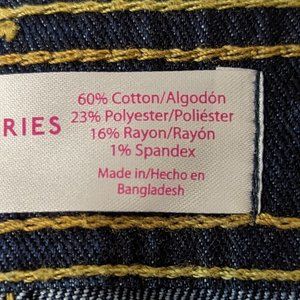 RIES
60% Cotton/Algodón
23% Polyester/Poliéster
16% Rayon/Rayón
1% Spandex
Made in/Hecho en
Bangladesh